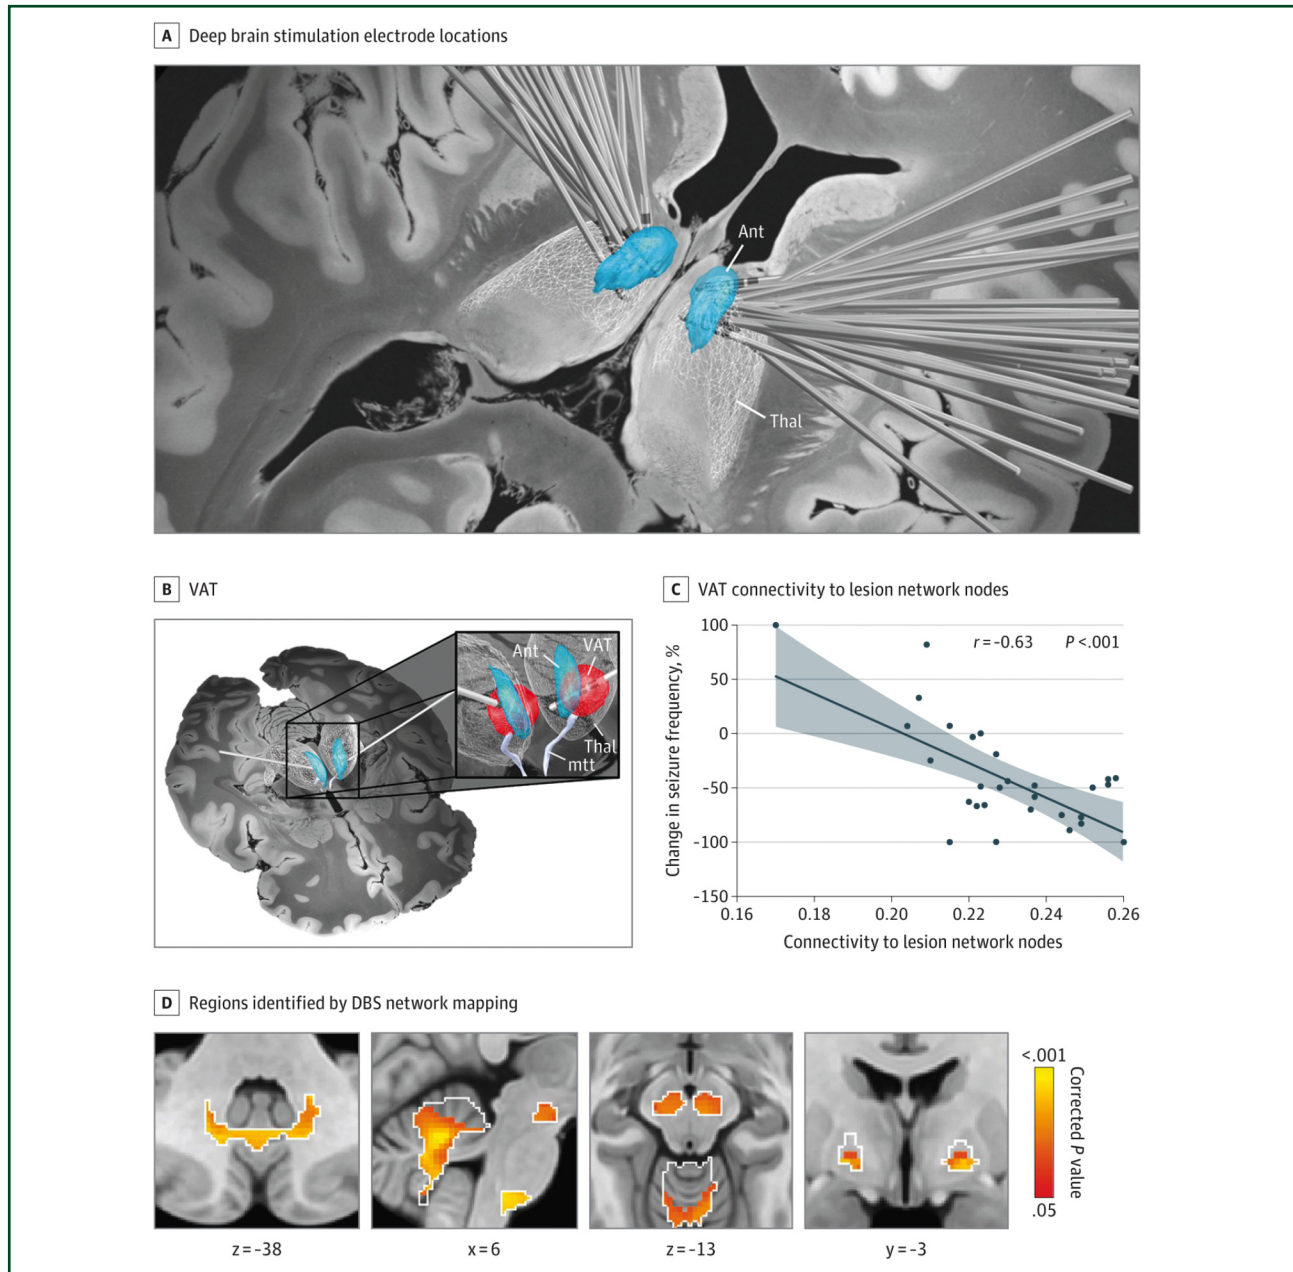 A Deep brain stimulation electrode locations
Ant
Thal
B VAT
Ant
VAT
Thal
mtt
C VAT connectivity to lesion network nodes
r = -0.63 P <.001
Change in seizure frequency, %
100
50
0
-50
-100
-150
0.16 0.18 0.20 0.22 0.24 0.26
Connectivity to lesion network nodes
D Regions identified by DBS network mapping
z = -38
x = 6
z = -13
y = -3
<.001
Corrected P value
.05